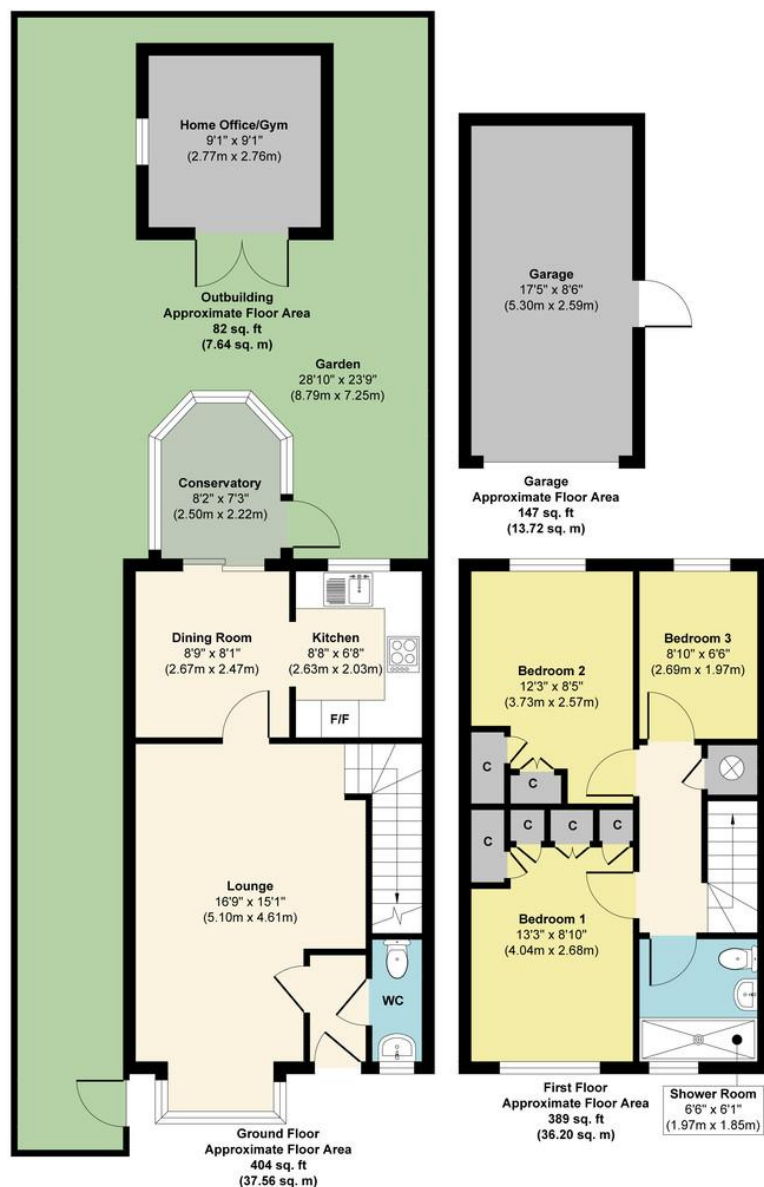 Home Office/Gym
9'1" x 9'1"
(2.77m x 2.76m)
Outbuilding
Approximate Floor Area
82 sq. ft
(7.64 sq. m)
Garden
28'10" x 23'9"
(8.79m x 7.25m)
Garage
17'5" x 8'6"
(5.30m x 2.59m)
Garage
Approximate Floor Area
147 sq. ft
(13.72 sq. m)
Conservatory
8'2" x 7'3"
(2.50m x 2.22m)
Dining Room
8'9" x 8'1"
(2.67m x 2.47m)
Kitchen
8'8" x 6'8"
(2.63m x 2.03m)
F/F
Lounge
16'9" x 15'1"
(5.10m x 4.61m)
WC
Ground Floor
Approximate Floor Area
404 sq. ft
(37.56 sq. m)
Bedroom 2
12'3" x 8'5"
(3.73m x 2.57m)
Bedroom 3
8'10" x 6'6"
(2.69m x 1.97m)
C
C
C
C
C
C
Bedroom 1
13'3" x 8'10"
(4.04m x 2.68m)
First Floor
Approximate Floor Area
389 sq. ft
(36.20 sq. m)
Shower Room
6'6" x 6'1"
(1.97m x 1.85m)